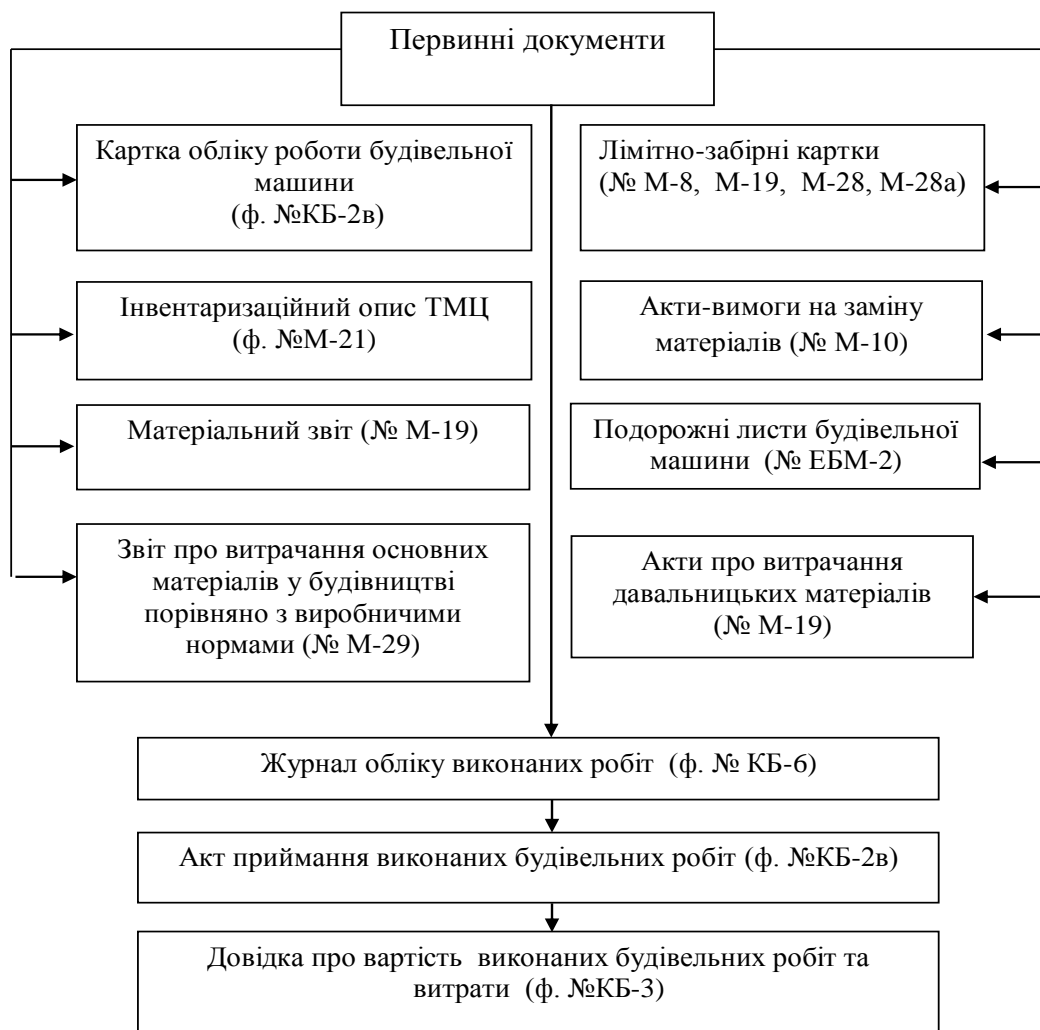 Первинні документи
Картка обліку роботи будівельної
машини
(ф. №КБ-2в)
Інвентаризаційний опис ТМЦ
(ф. №М-21)
Матеріальний звіт (№ М-19)
Звіт про витрачання основних
матеріалів у будівництві
порівняно з виробничими
нормами (№ М-29)
Лімітно-забірні картки
(№ М-8, М-19, М-28, М-28а)
Акти-вимоги на заміну
матеріалів (№ М-10)
Подорожні листи будівельної
машини (№ ЕБМ-2)
Акти про витрачання
давальницьких матеріалів
(№ М-19)
Журнал обліку виконаних робіт (ф. № КБ-6)
Акт приймання виконаних будівельних робіт (ф. №КБ-2в)
Довідка про вартість виконаних будівельних робіт та
витрати (ф. №КБ-3)